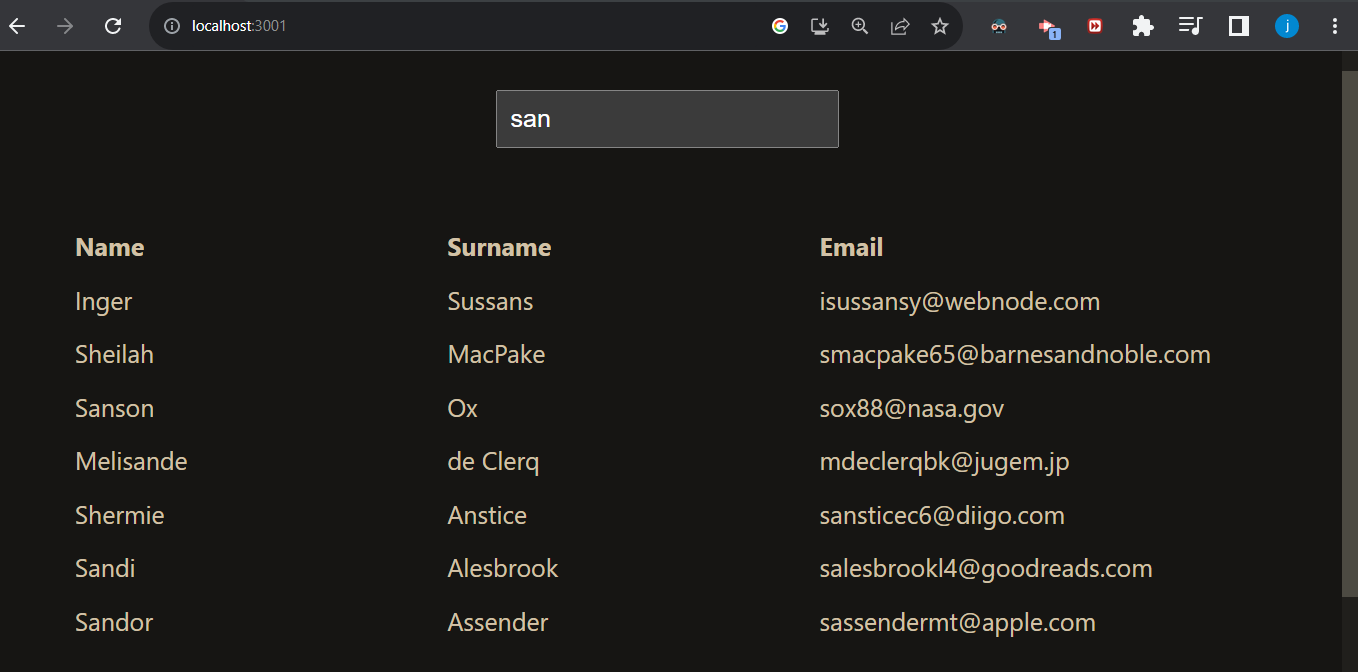 localhost:3001
1
j
san
Name Surname Email
Inger Sussans isussansy@webnode.com
Sheilah MacPake smacpake65@barnesandnoble.com
Sanson Ox sox88@nasa.gov
Melisande de Clerq mdeclerqbk@jugem.jp
Shermie Anstice sansticec6@diigo.com
Sandi Alesbrook salesbrookl4@goodreads.com
Sandor Assender sassendermt@apple.com